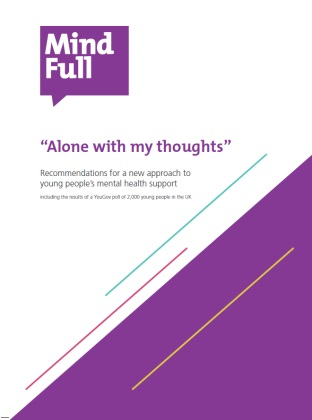 Mind
Full
“Alone with my thoughts”
Recommendations for a new approach to
young people’s mental health support
including the results of a YouGov poll of 2,000 young people in the UK